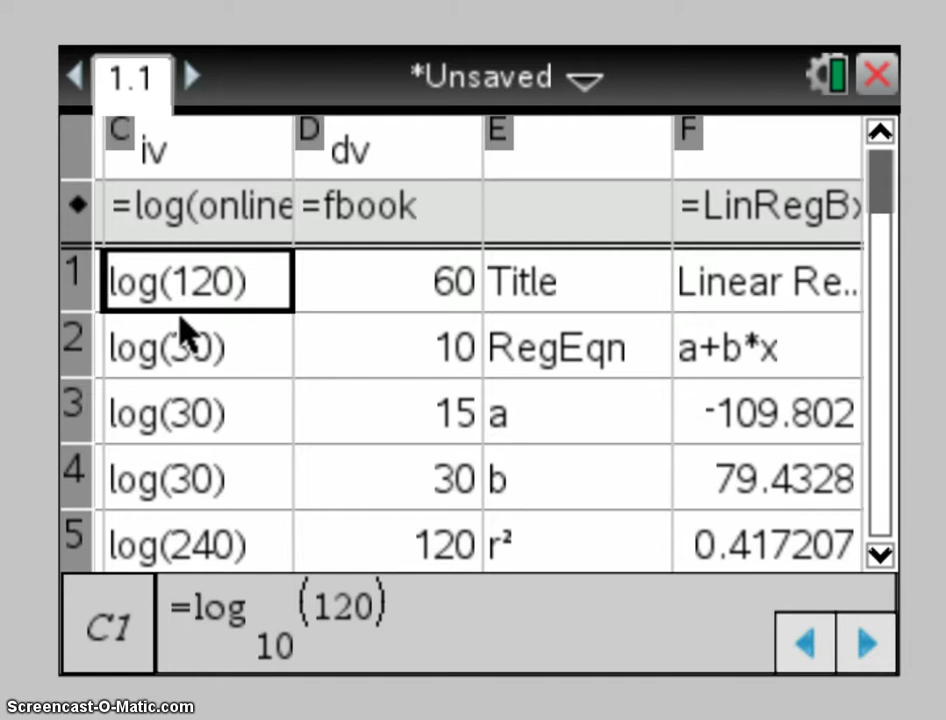 1.1 *Unsaved
C iv D dv E F
=log(online =fbook =LinRegBx
1 log(120) 60 Title Linear Re..
2 log(30) 10 RegEqn a+b*x
3 log(30) 15 a -109.802
4 log(30) 30 b 79.4328
5 log(240) 120 r² 0.417207
C1 =log10(120)
Screencast-O-Matic.com